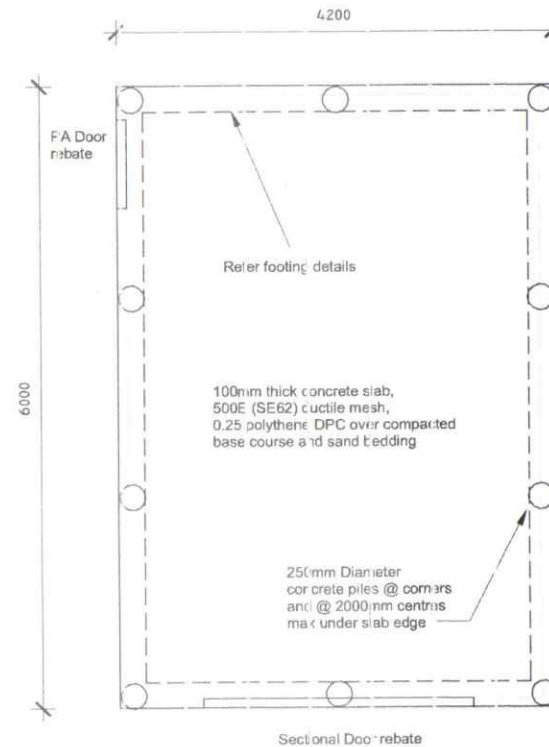 4200
P/A Door
rebate
Refer footing details
6000
100mm thick concrete slab,
500E (SE62) ductile mesh,
0.25 polythene DPC over compacted
base course and sand bedding
250mm Diameter
concrete piles @ corners
and @ 2000mm centres
max under slab edge
Sectional Door rebate